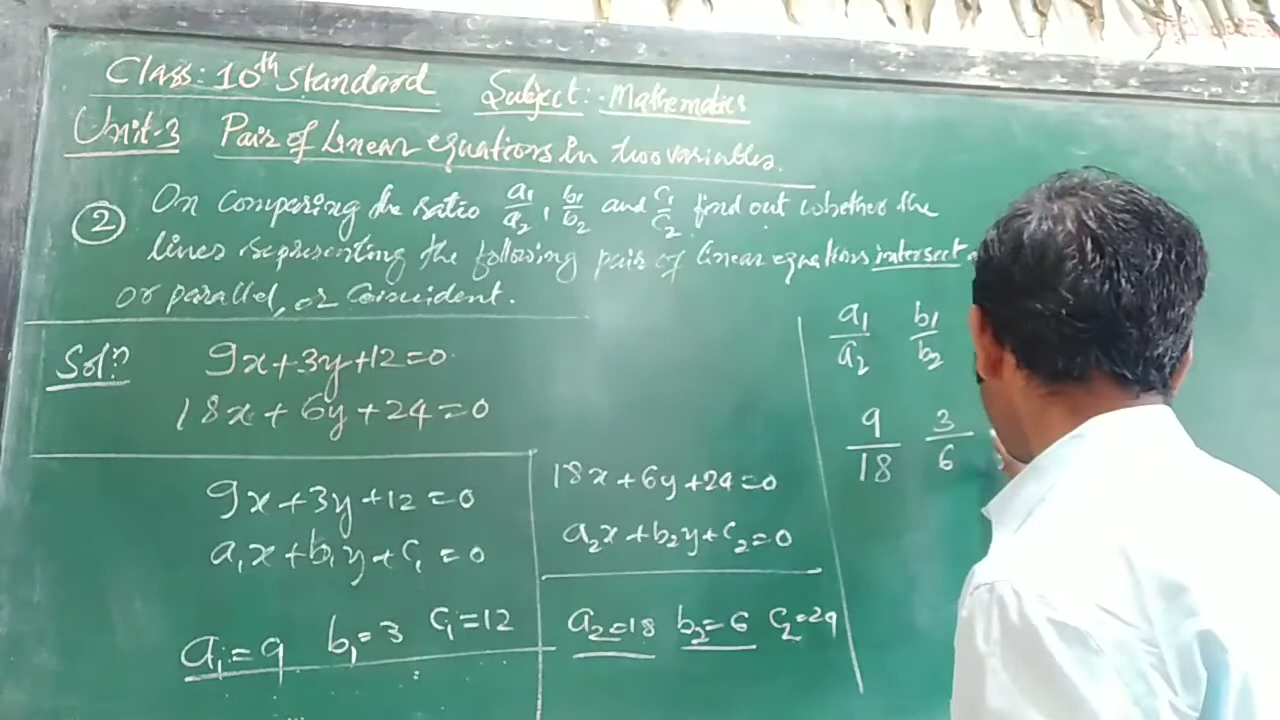 Class: 10th Standard Subject: Mathematics
Unit-3 Pair of linear equations in two variables.
② On comparing the ratio a₁/a₂, b₁/b₂ and c₁/c₂ find out whether the
lines representing the following pair of linear equations intersect
or parallel, or Coincident.
Solⁿ: 9x+3y+12=0
18x+6y+24=0
9x+3y+12=0
a₁x+b₁y+c₁=0
a₁=9 b₁=3 c₁=12
18x+6y+24=0
a₂x+b₂y+c₂=0
a₂=18 b₂=6 c₂=24
a₁/a₂ b₁/b₂
9/18 3/6